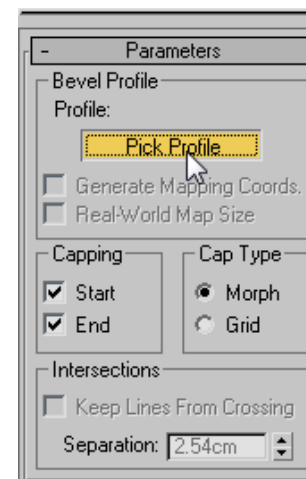 - Parameters
Bevel Profile
Profile:
Pick Profile
Generate Mapping Coords.
Real-World Map Size
Capping
Cap Type
Start
Morph
End
Grid
Intersections
Keep Lines From Crossing
Separation: 2.54cm